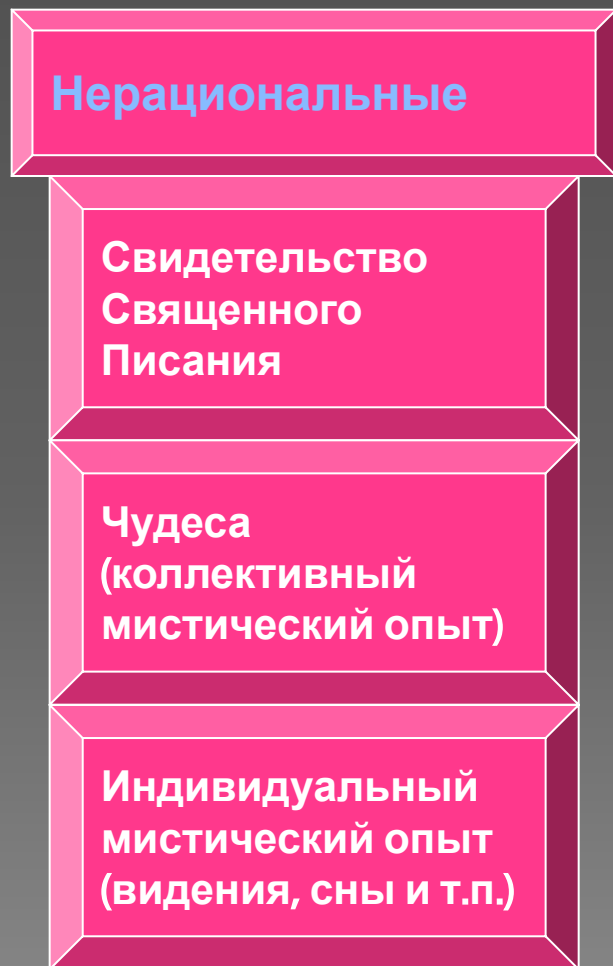 Нерациональные
Свидетельство
Священного
Писания
Чудеса
(коллективный
мистический опыт)
Индивидуальный
мистический опыт
(видения, сны и т.п.)